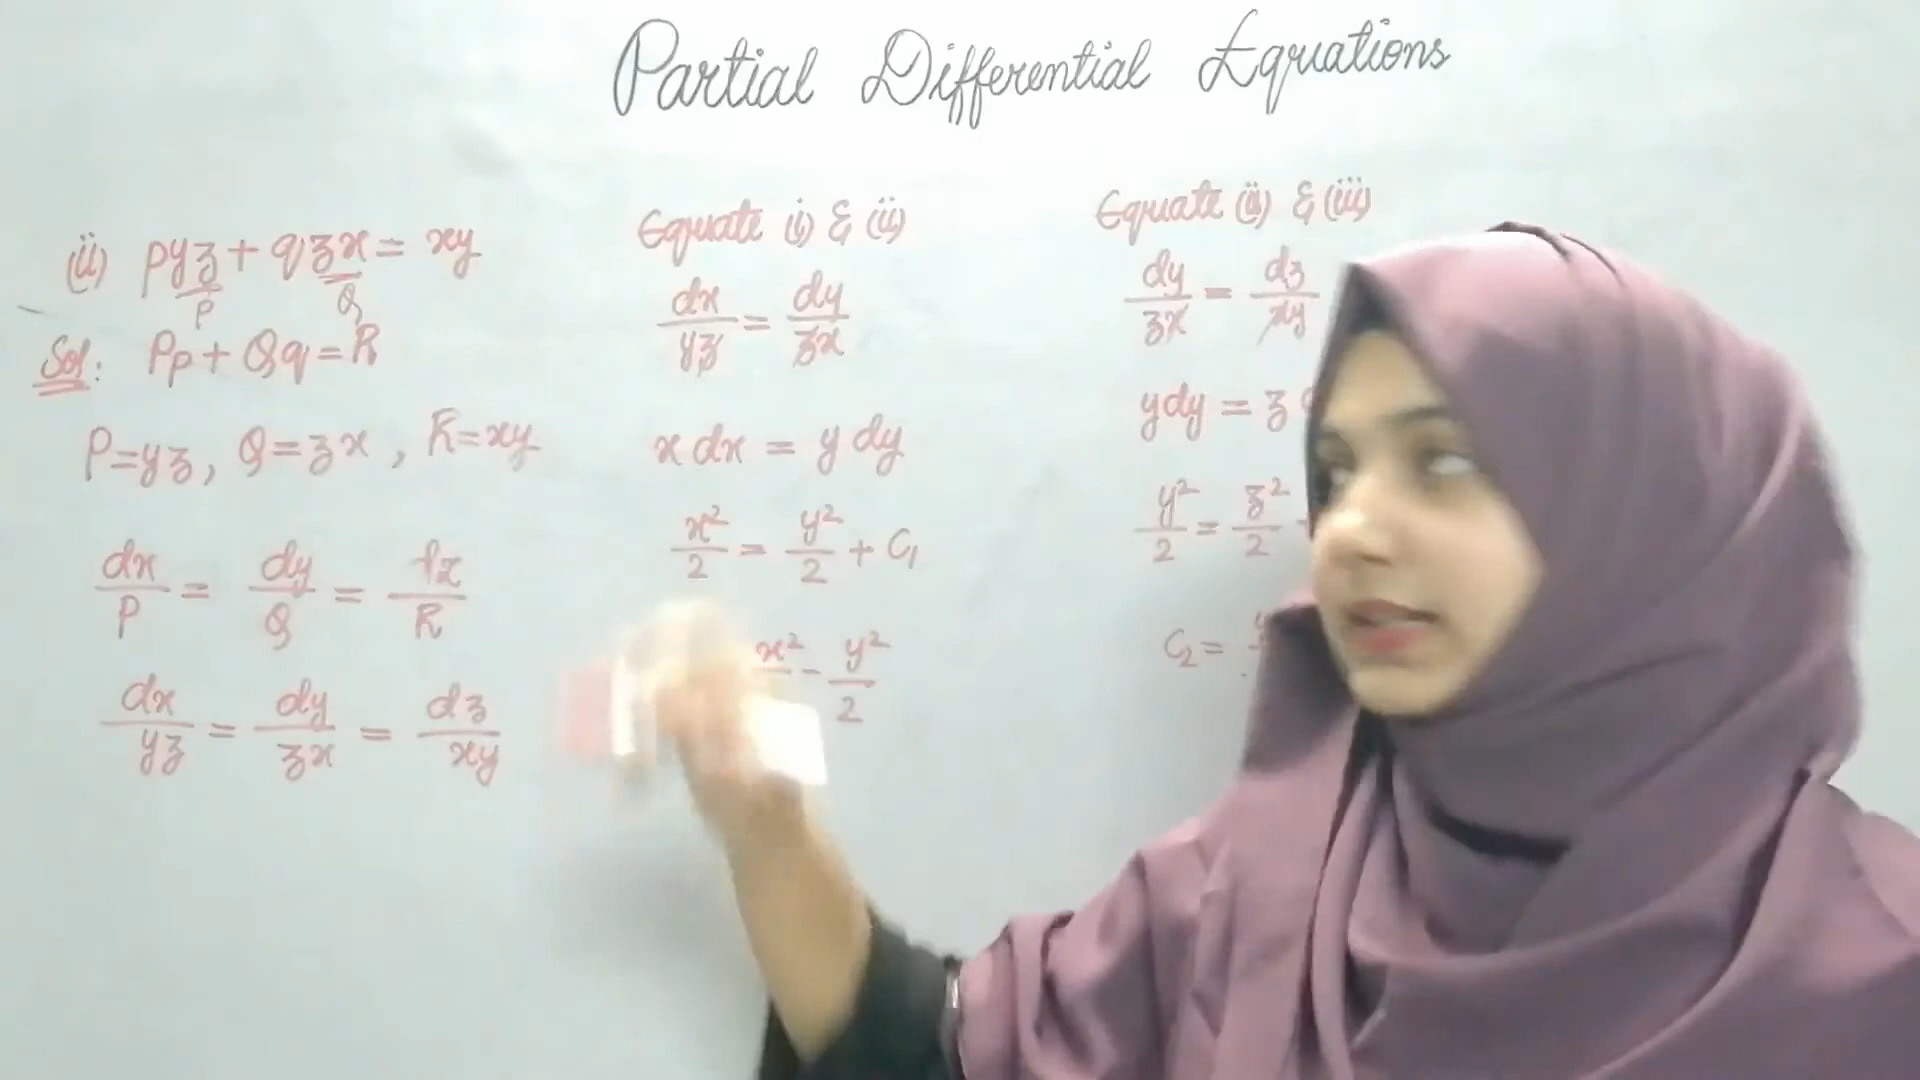 Partial Differential Equations
(ii) pyz + qzx = xy
P Q
Sol: Pp + Qq = R
P = yz, Q = zx, R = xy
dx/P = dy/Q = dz/R
dx/yz = dy/zx = dz/xy
Equate (i) & (ii)
dx/yz = dy/zx
x dx = y dy
x²/2 = y²/2 + C₁
x² - y²/2
Equate (ii) & (iii)
dy/zx = dz/xy
ydy = z
y²/2 = z²/2
C₂ =